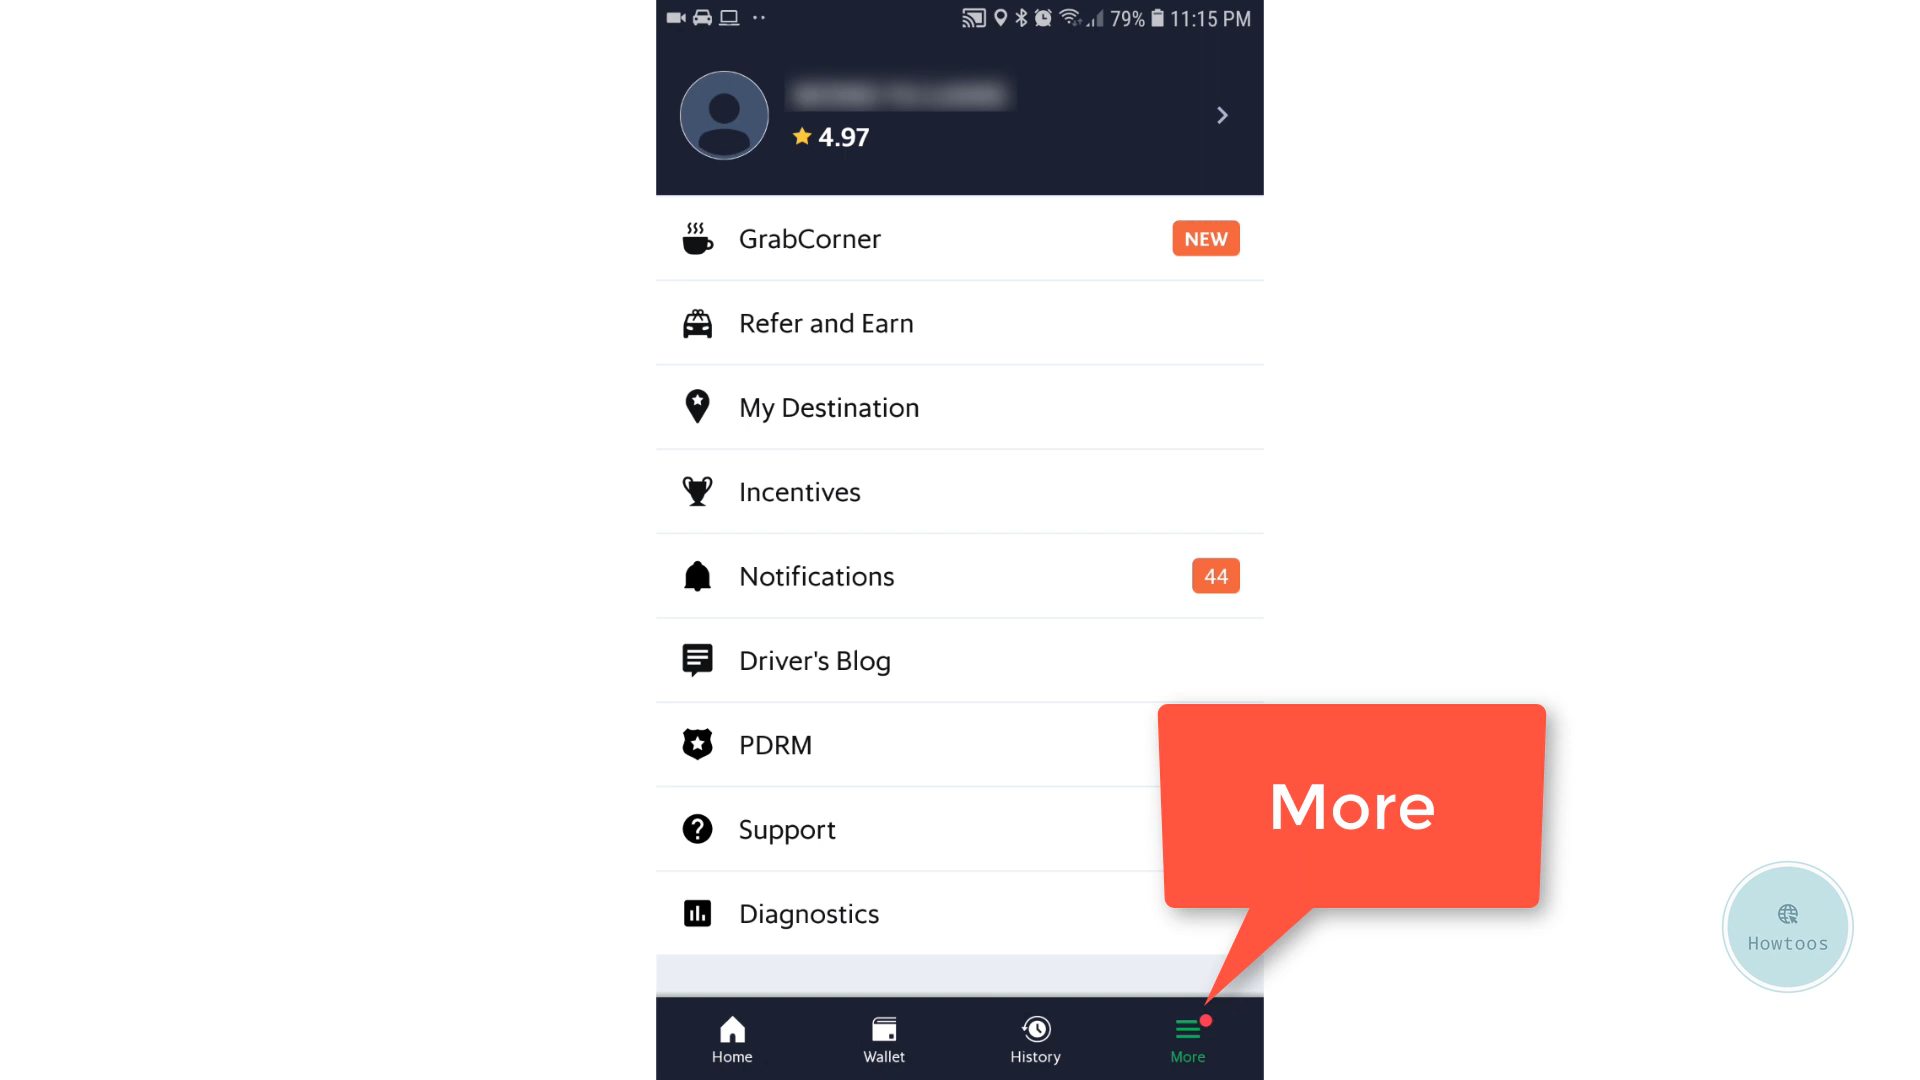 79% 11:15 PM
4.97
GrabCorner NEW
Refer and Earn
My Destination
Incentives
Notifications 44
Driver's Blog
PDRM
Support
Diagnostics
More
Howtoos
Home Wallet History More